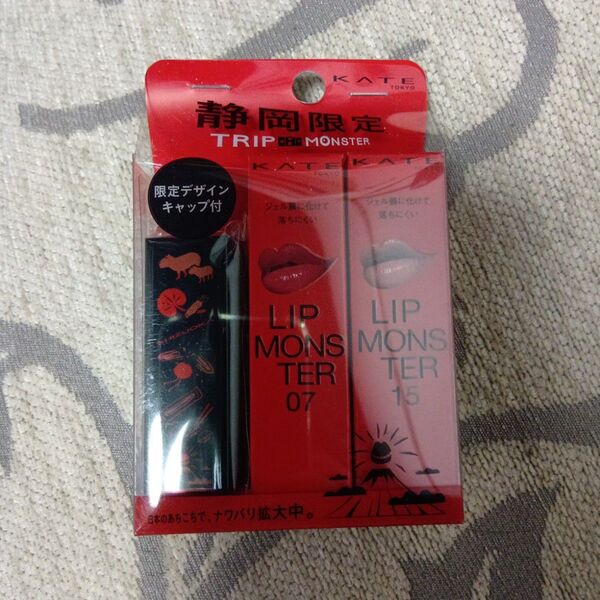 KATE
TOKYO
静岡限定
TRIP MONSTER
限定デザイン
キャップ付
KATE
TOKYO
ジェル膜に化けて
落ちにくい
LIP
MONS
TER
07
KATE
TOKYO
ジェル膜に化けて
落ちにくい
LIP
MONS
TER
15
日本のあちこちで、ナワバリ拡大中。